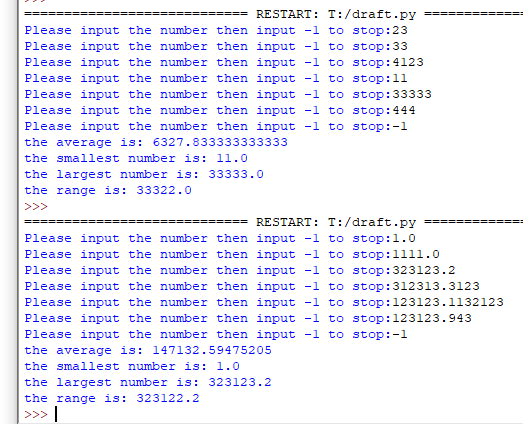 >>>
============================ RESTART: T:/draft.py =============
Please input the number then input -1 to stop:23
Please input the number then input -1 to stop:33
Please input the number then input -1 to stop:4123
Please input the number then input -1 to stop:11
Please input the number then input -1 to stop:33333
Please input the number then input -1 to stop:444
Please input the number then input -1 to stop:-1
the average is: 6327.833333333333
the smallest number is: 11.0
the largest number is: 33333.0
the range is: 33322.0
>>>
============================ RESTART: T:/draft.py =============
Please input the number then input -1 to stop:1.0
Please input the number then input -1 to stop:1111.0
Please input the number then input -1 to stop:323123.2
Please input the number then input -1 to stop:312313.3123
Please input the number then input -1 to stop:123123.1132123
Please input the number then input -1 to stop:123123.943
Please input the number then input -1 to stop:-1
the average is: 147132.59475205
the smallest number is: 1.0
the largest number is: 323123.2
the range is: 323122.2
>>>